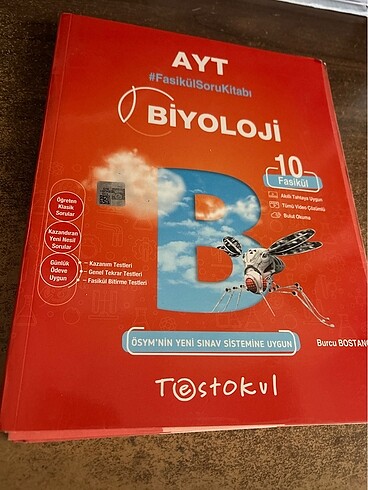 AYT
#FasikülSoruKitabı
BİYOLOJİ
10
Fasikül
Akıllı Tahtaya Uygun
Tümü Video Çözümlü
Bulut Okuma
Öğreten
Klasik
Sorular
Kazandıran
Yeni Nesil
Sorular
Günlük
Ödeve
Uygun
Kazanım Testleri
Genel Tekrar Testleri
Fasikül Bitirme Testleri
B
ÖSYM'NİN YENİ SINAV SİSTEMİNE UYGUN
Burcu BOSTANC
Testokul